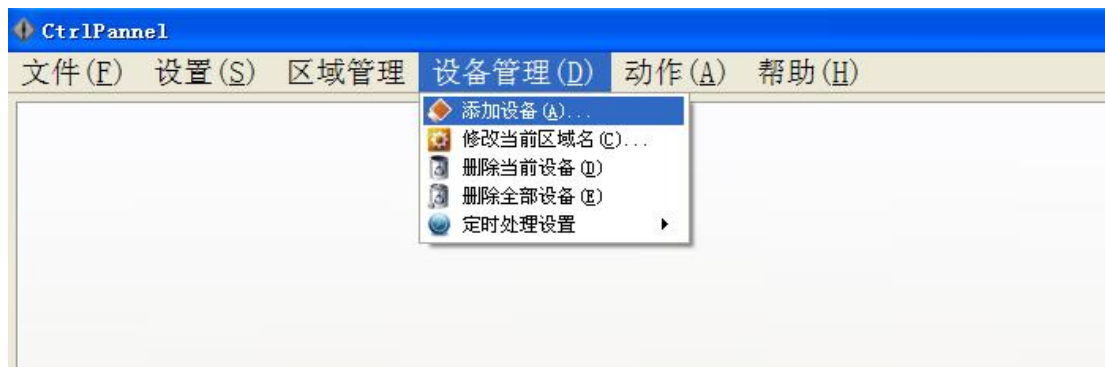 CtrlPannel
文件(F) 设置(S) 区域管理 设备管理(D) 动作(A) 帮助(H)
添加设备(A)...
修改当前区域名(C)...
删除当前设备(D)
删除全部设备(E)
定时处理设置